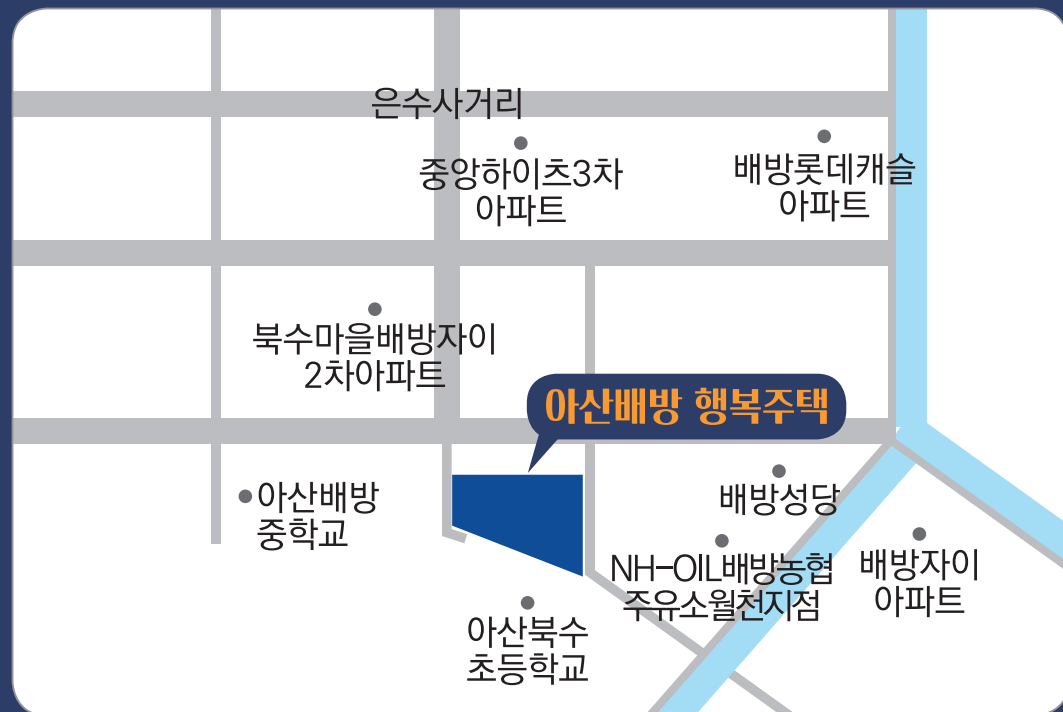 은수사거리
중앙하이츠3차
아파트
배방롯데캐슬
아파트
북수마을배방자이
2차아파트
아산배방 행복주택
아산배방
중학교
배방성당
NH-OIL배방농협
주유소월천지점
배방자이
아파트
아산북수
초등학교